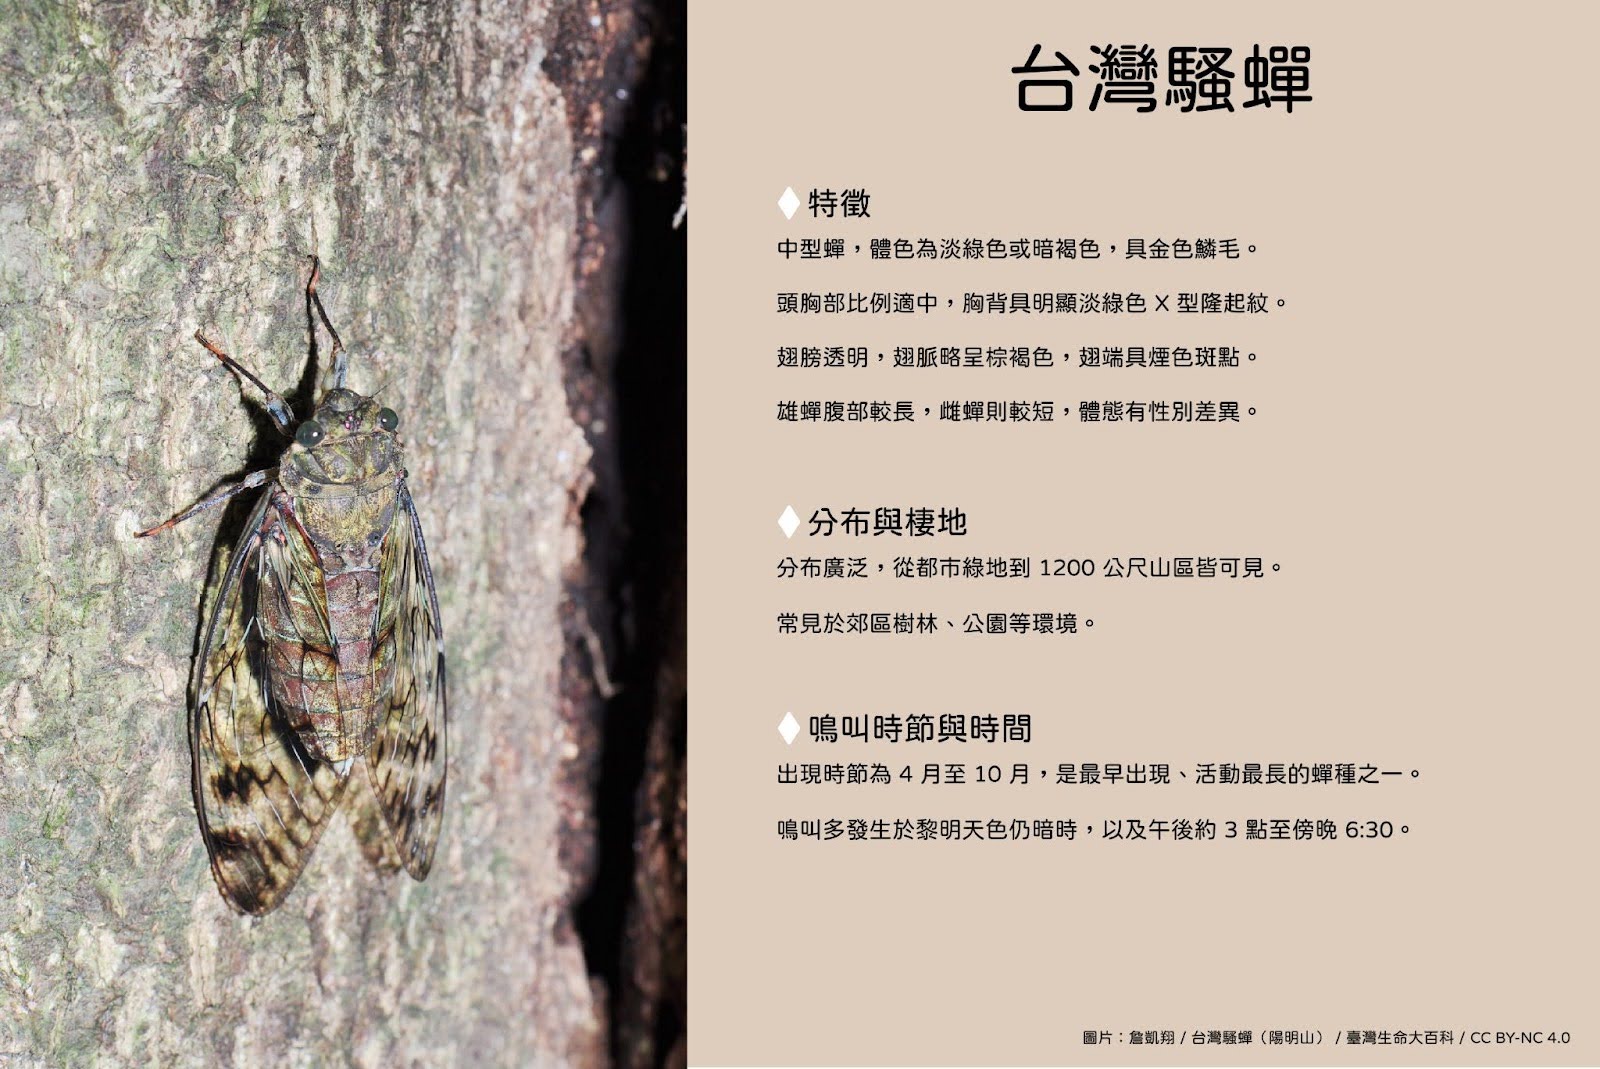 台灣騷蟬
特徵
中型蟬，體色為淡綠色或暗褐色，具金色鱗毛。
頭胸部比例適中，胸背具明顯淡綠色 X 型隆起紋。
翅膀透明，翅脈略呈棕褐色，翅端具煙色斑點。
雄蟬腹部較長，雌蟬則較短，體態有性別差異。
分布與棲地
分布廣泛，從都市綠地到 1200 公尺山區皆可見。
常見於郊區樹林、公園等環境。
鳴叫時節與時間
出現時節為 4 月至 10 月，是最早出現、活動最長的蟬種之一。
鳴叫多發生於黎明天色仍暗時，以及午後約 3 點至傍晚 6:30。
圖片：詹凱翔 / 台灣騷蟬（陽明山） / 臺灣生命大百科 / CC BY-NC 4.0